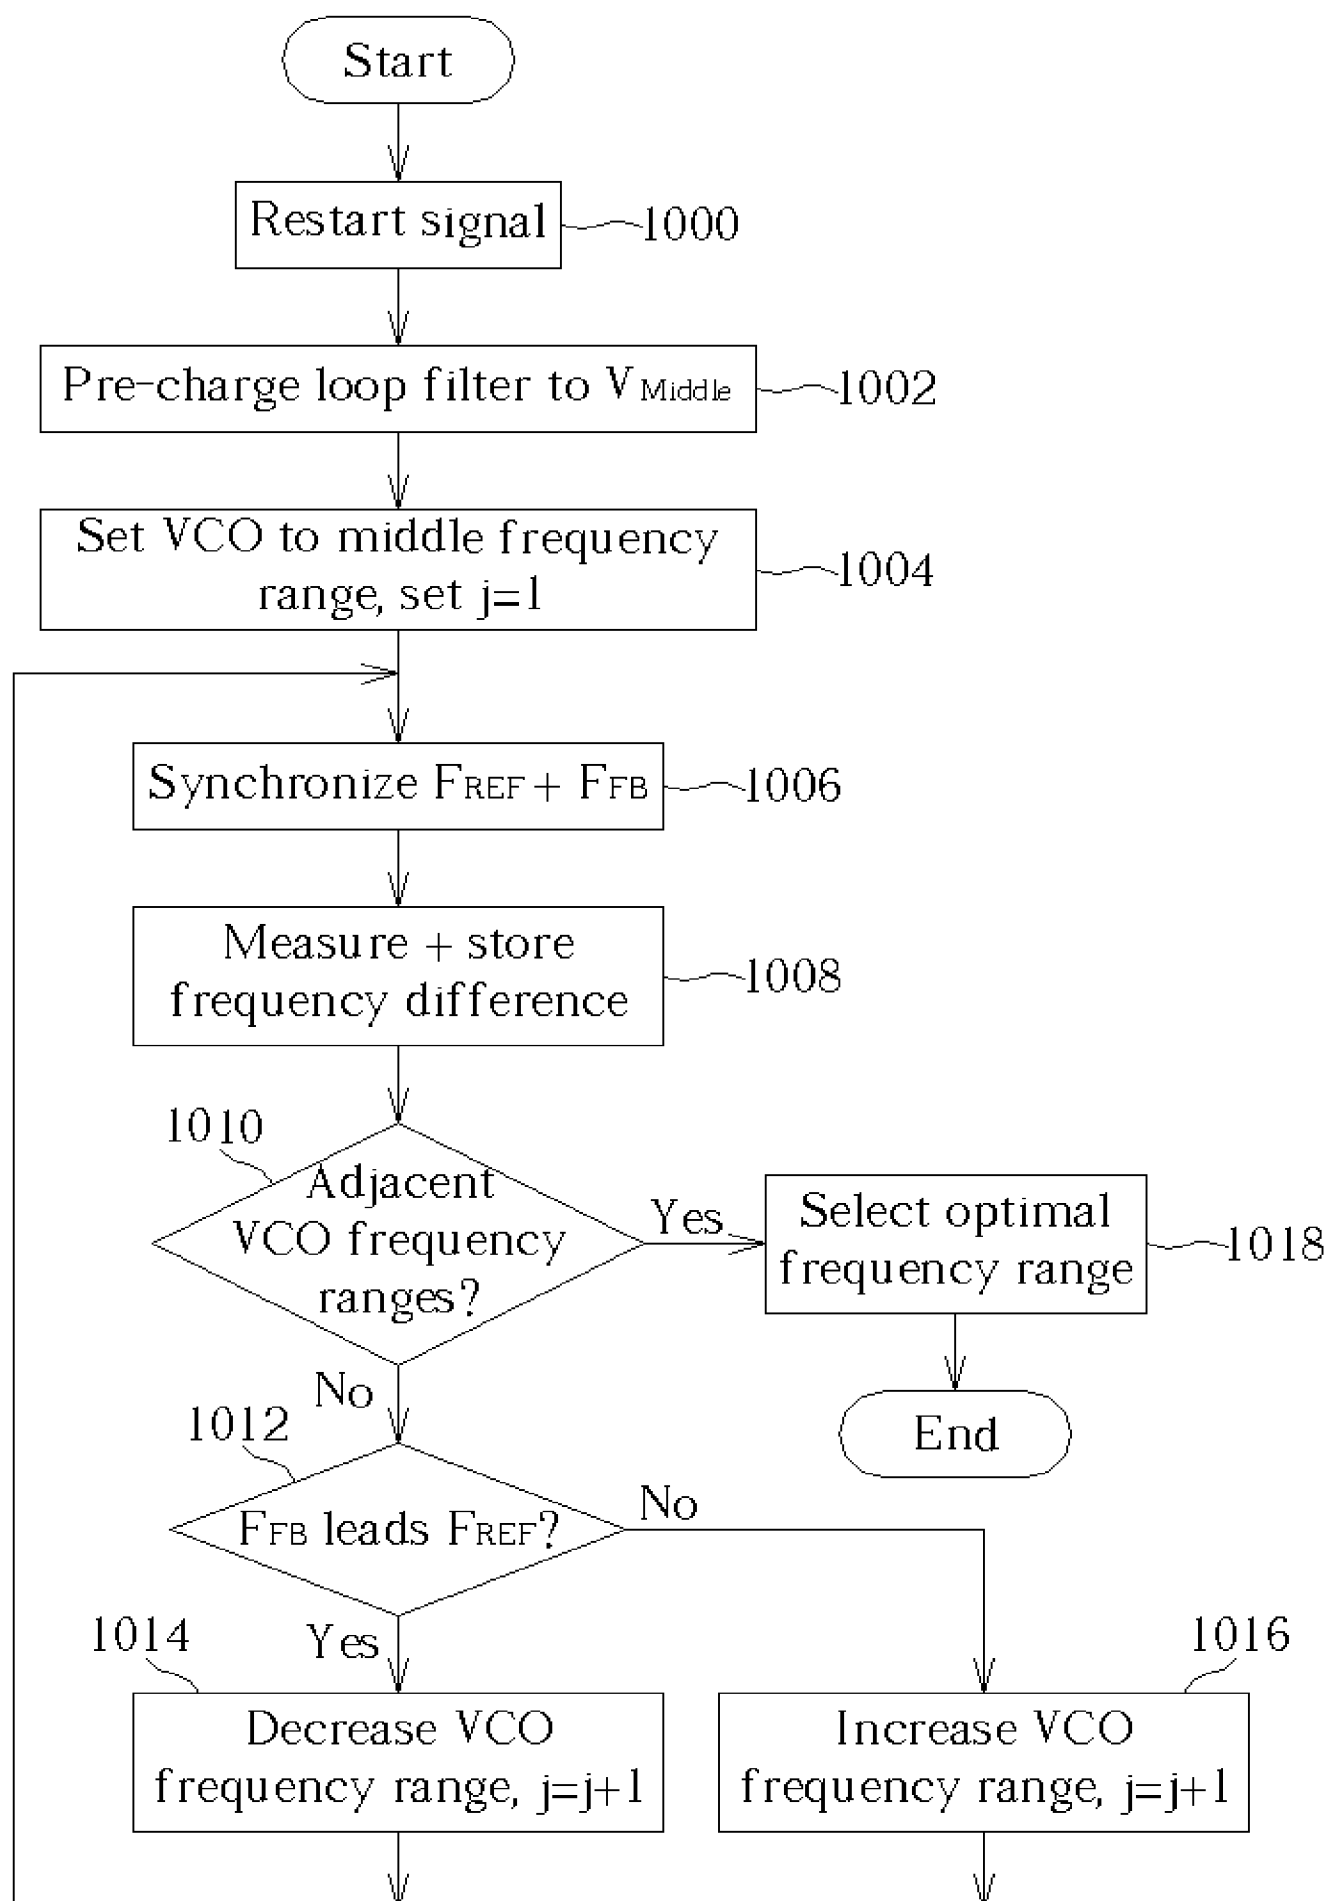 Start
Restart signal
1000
Pre-charge loop filter to VMiddle
1002
Set VCO to middle frequency
range, set j=1
1004
Synchronize FREF + FFB
1006
Measure + store
frequency difference
1008
1010
Adjacent
VCO frequency
ranges?
Yes
Select optimal
frequency range
1018
No
End
1012
FFB leads FREF?
No
Yes
1014
Decrease VCO
frequency range, j=j+1
1016
Increase VCO
frequency range, j=j+1